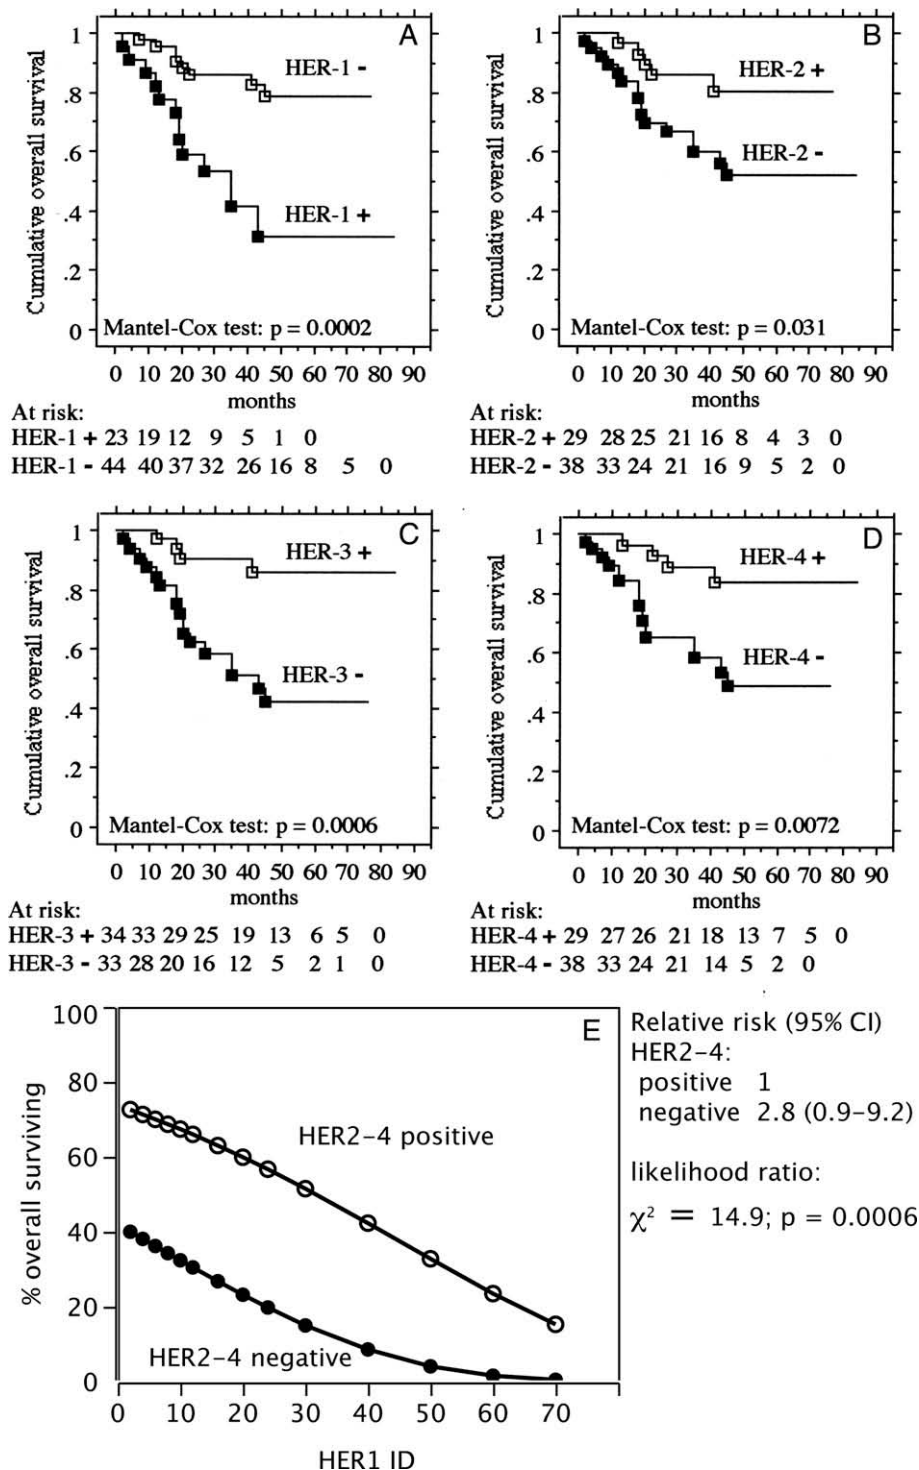 A
Cumulative overall survival
1
.8
.6
.4
.2
0
HER-1 -
HER-1 +
Mantel-Cox test: p = 0.0002
0 10 20 30 40 50 60 70 80 90
months
At risk:
HER-1 + 23 19 12 9 5 1 0
HER-1 - 44 40 37 32 26 16 8 5 0
B
Cumulative overall survival
1
.8
.6
.4
.2
0
HER-2 +
HER-2 -
Mantel-Cox test: p = 0.031
0 10 20 30 40 50 60 70 80 90
months
At risk:
HER-2 + 29 28 25 21 16 8 4 3 0
HER-2 - 38 33 24 21 16 9 5 2 0
C
Cumulative overall survival
1
.8
.6
.4
.2
0
HER-3 +
HER-3 -
Mantel-Cox test: p = 0.0006
0 10 20 30 40 50 60 70 80 90
months
At risk:
HER-3 + 34 33 29 25 19 13 6 5 0
HER-3 - 33 28 20 16 12 5 2 1 0
D
Cumulative overall survival
1
.8
.6
.4
.2
0
HER-4 +
HER-4 -
Mantel-Cox test: p = 0.0072
0 10 20 30 40 50 60 70 80 90
months
At risk:
HER-4 + 29 27 26 21 18 13 7 5 0
HER-4 - 38 33 24 21 14 5 2 0
E
% overall surviving
100
80
60
40
20
0
HER2-4 positive
HER2-4 negative
0 10 20 30 40 50 60 70
HER1 ID
Relative risk (95% CI)
HER2-4:
positive 1
negative 2.8 (0.9-9.2)
likelihood ratio:
χ² = 14.9; p = 0.0006